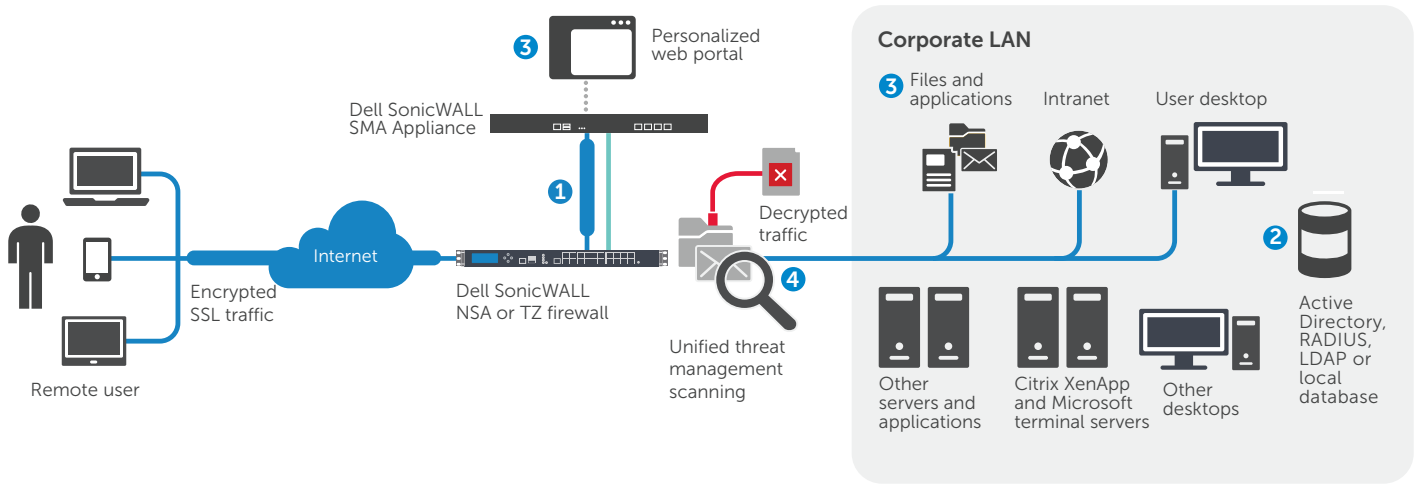 3
Personalized
web portal
Dell SonicWALL
SMA Appliance
1
Internet
Encrypted
SSL traffic
Remote user
Dell SonicWALL
NSA or TZ firewall
Decrypted
traffic
4
Unified threat
management
scanning
Corporate LAN
3
Files and
applications
Intranet
User desktop
2
Active
Directory,
RADIUS,
LDAP or
local
database
Other
servers and
applications
Citrix XenApp
and Microsoft
terminal servers
Other
desktops